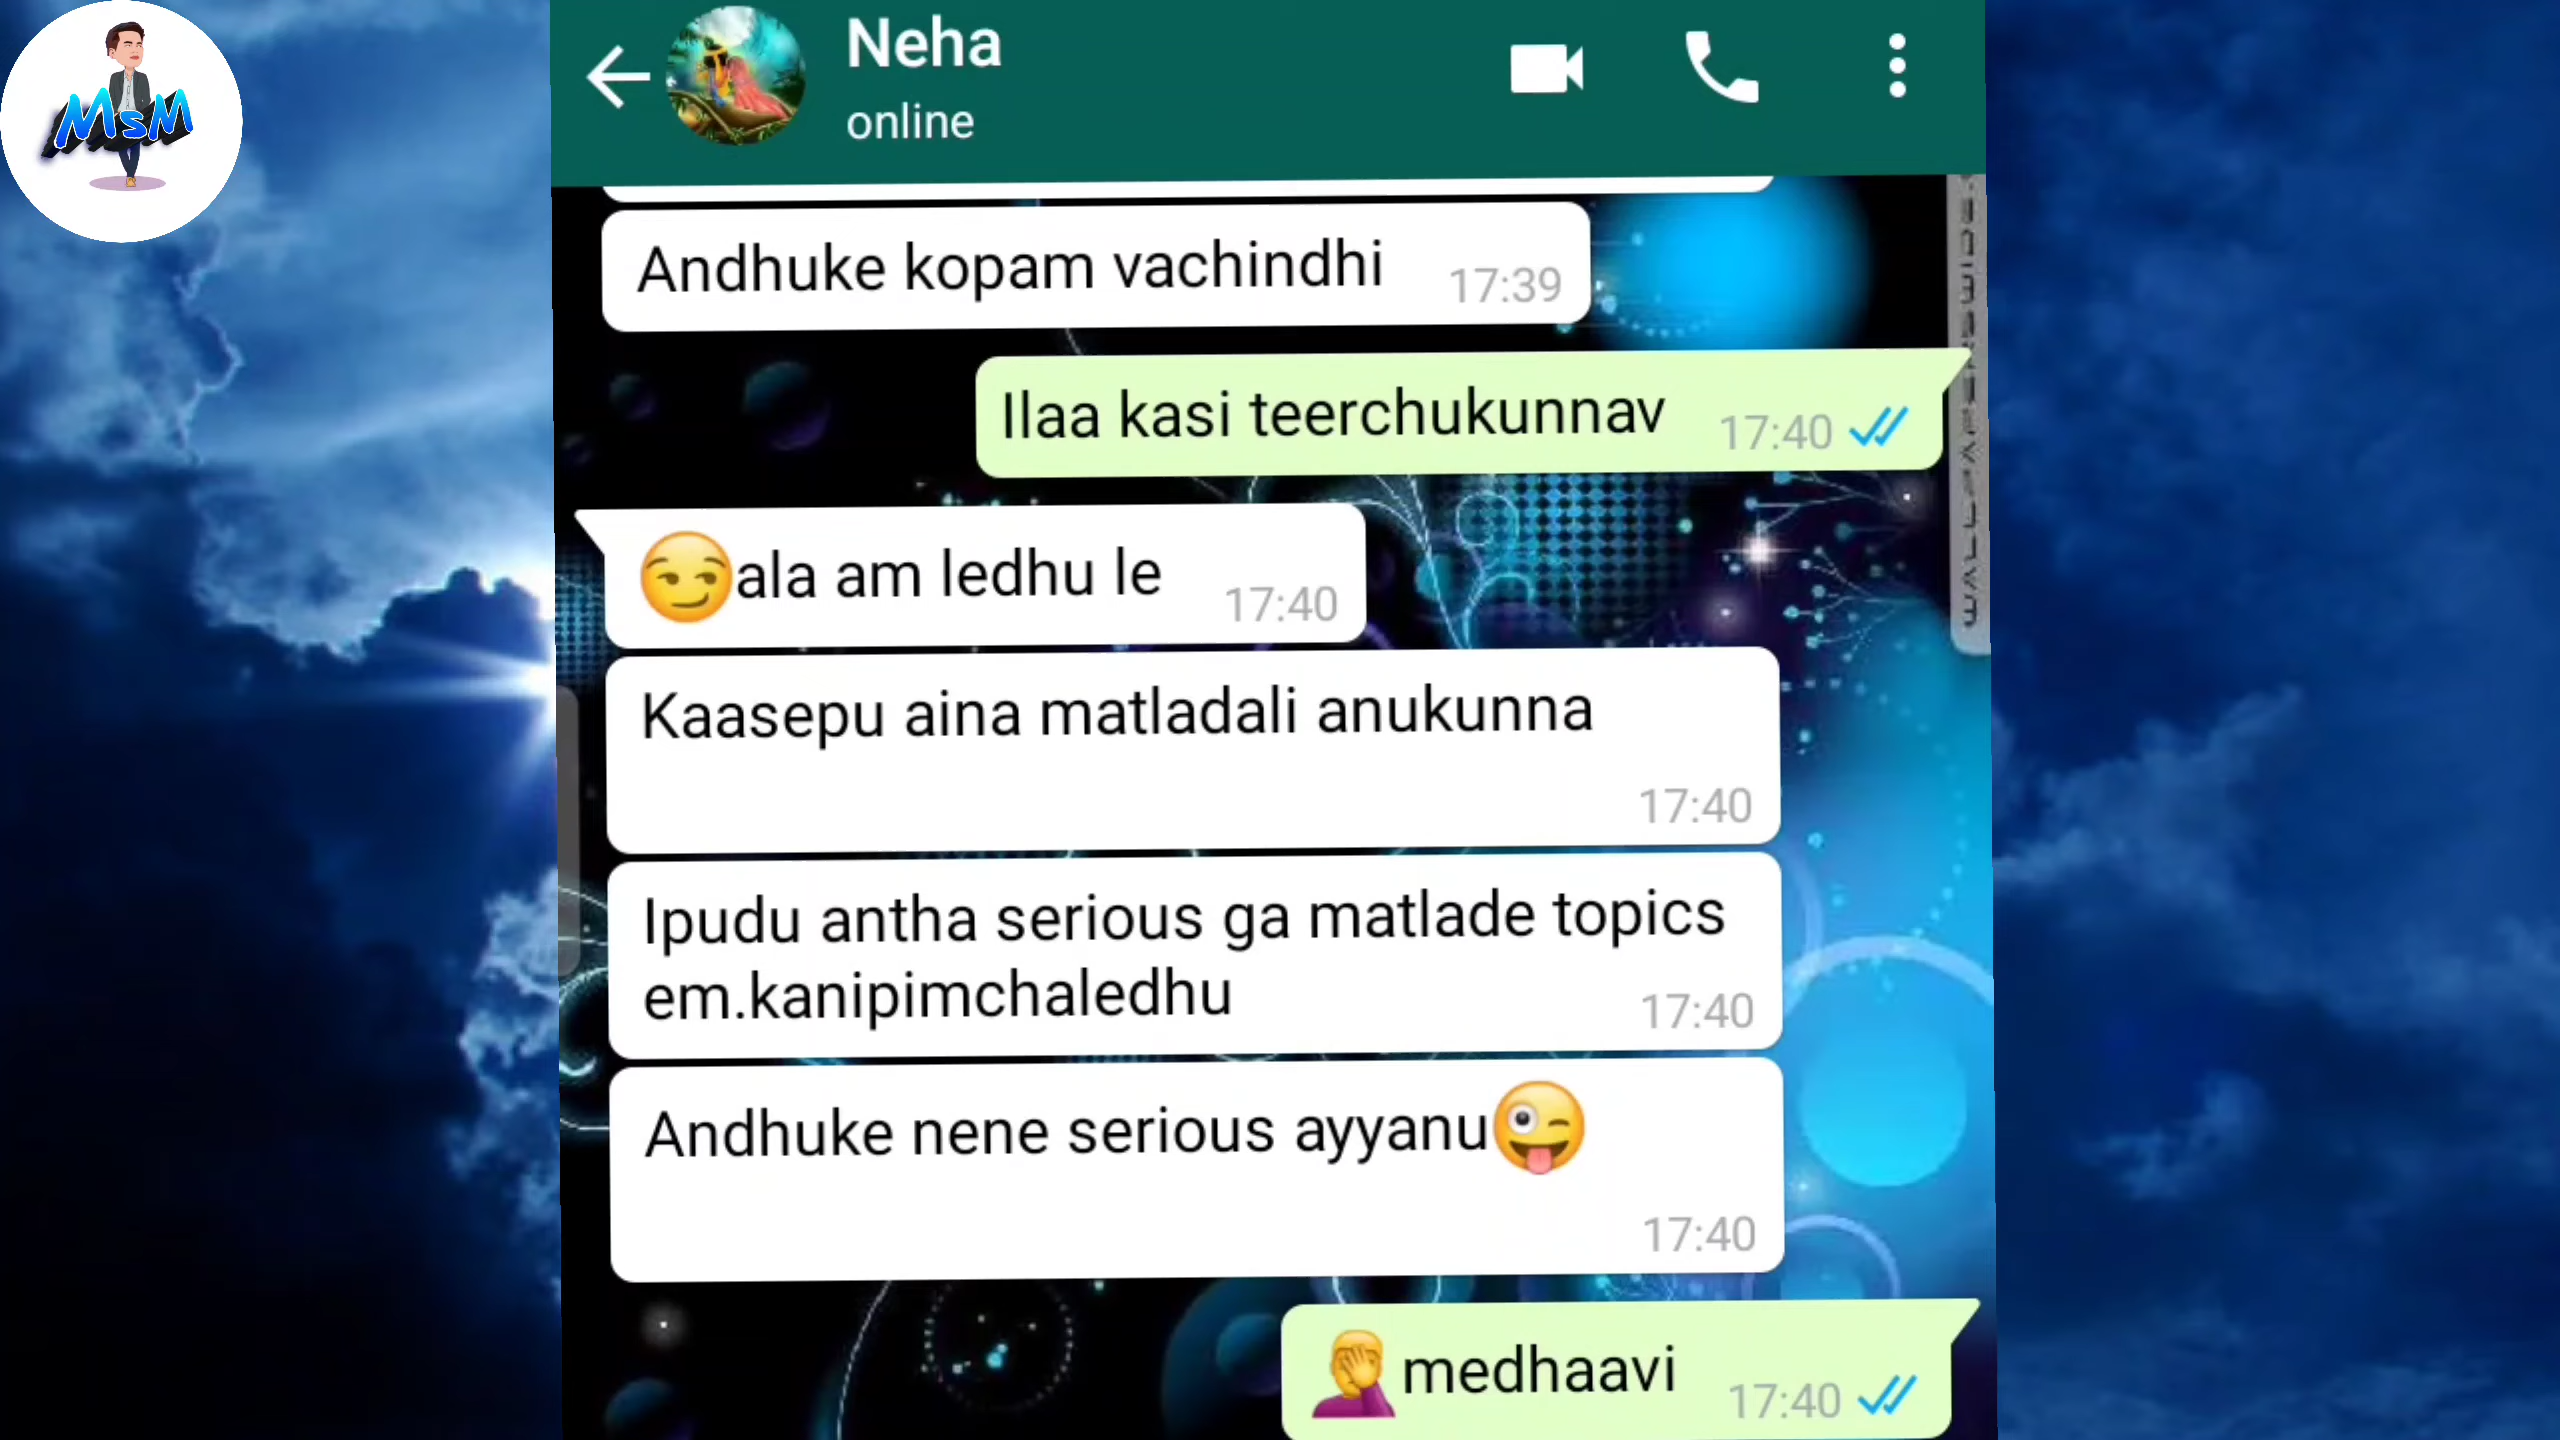 MsM
Neha
online
Andhuke kopam vachindhi 17:39
Ilaa kasi teerchukunnav 17:40
😏ala am ledhu le 17:40
Kaasepu aina matladali anukunna
17:40
Ipudu antha serious ga matlade topics
em.kanipimchaledhu 17:40
Andhuke nene serious ayyanu😜
17:40
🤦medhaavi 17:40